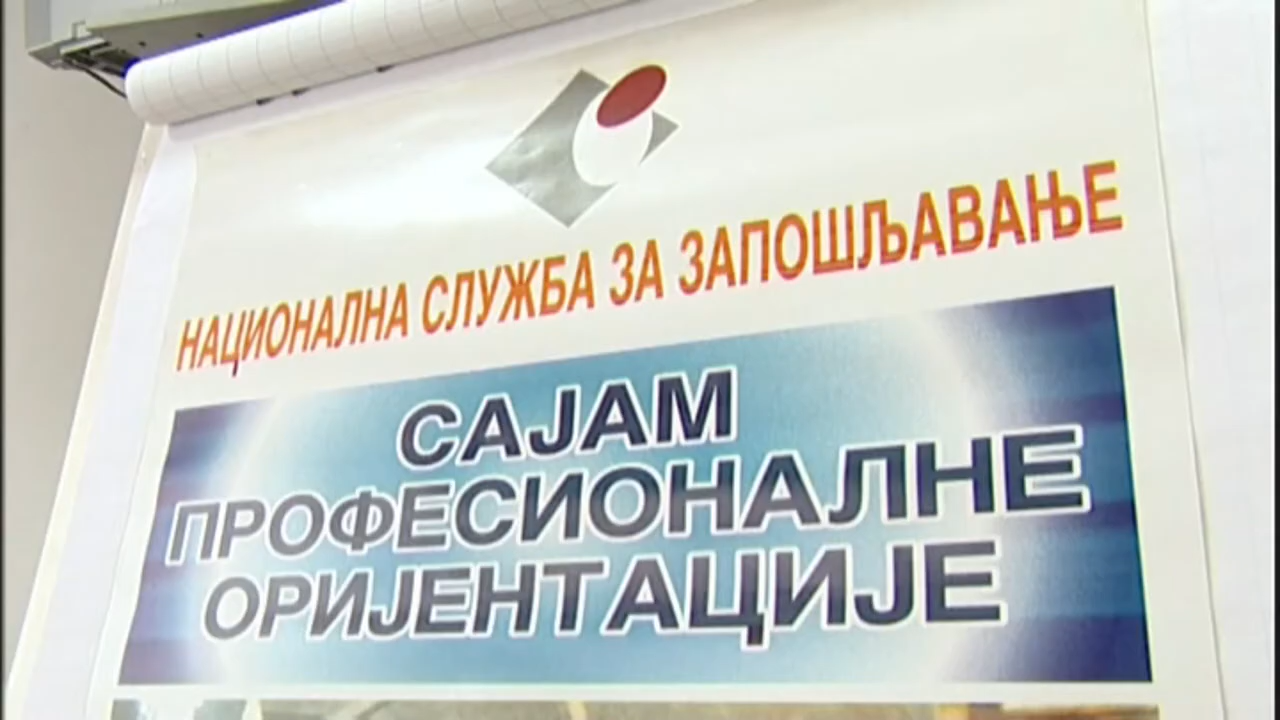 НАЦИОНАЛНА СЛУЖБА ЗА ЗАПОШЉАВАЊЕ
САЈАМ
ПРОФЕСИОНАЛНЕ
ОРИЈЕНТАЦИЈЕ